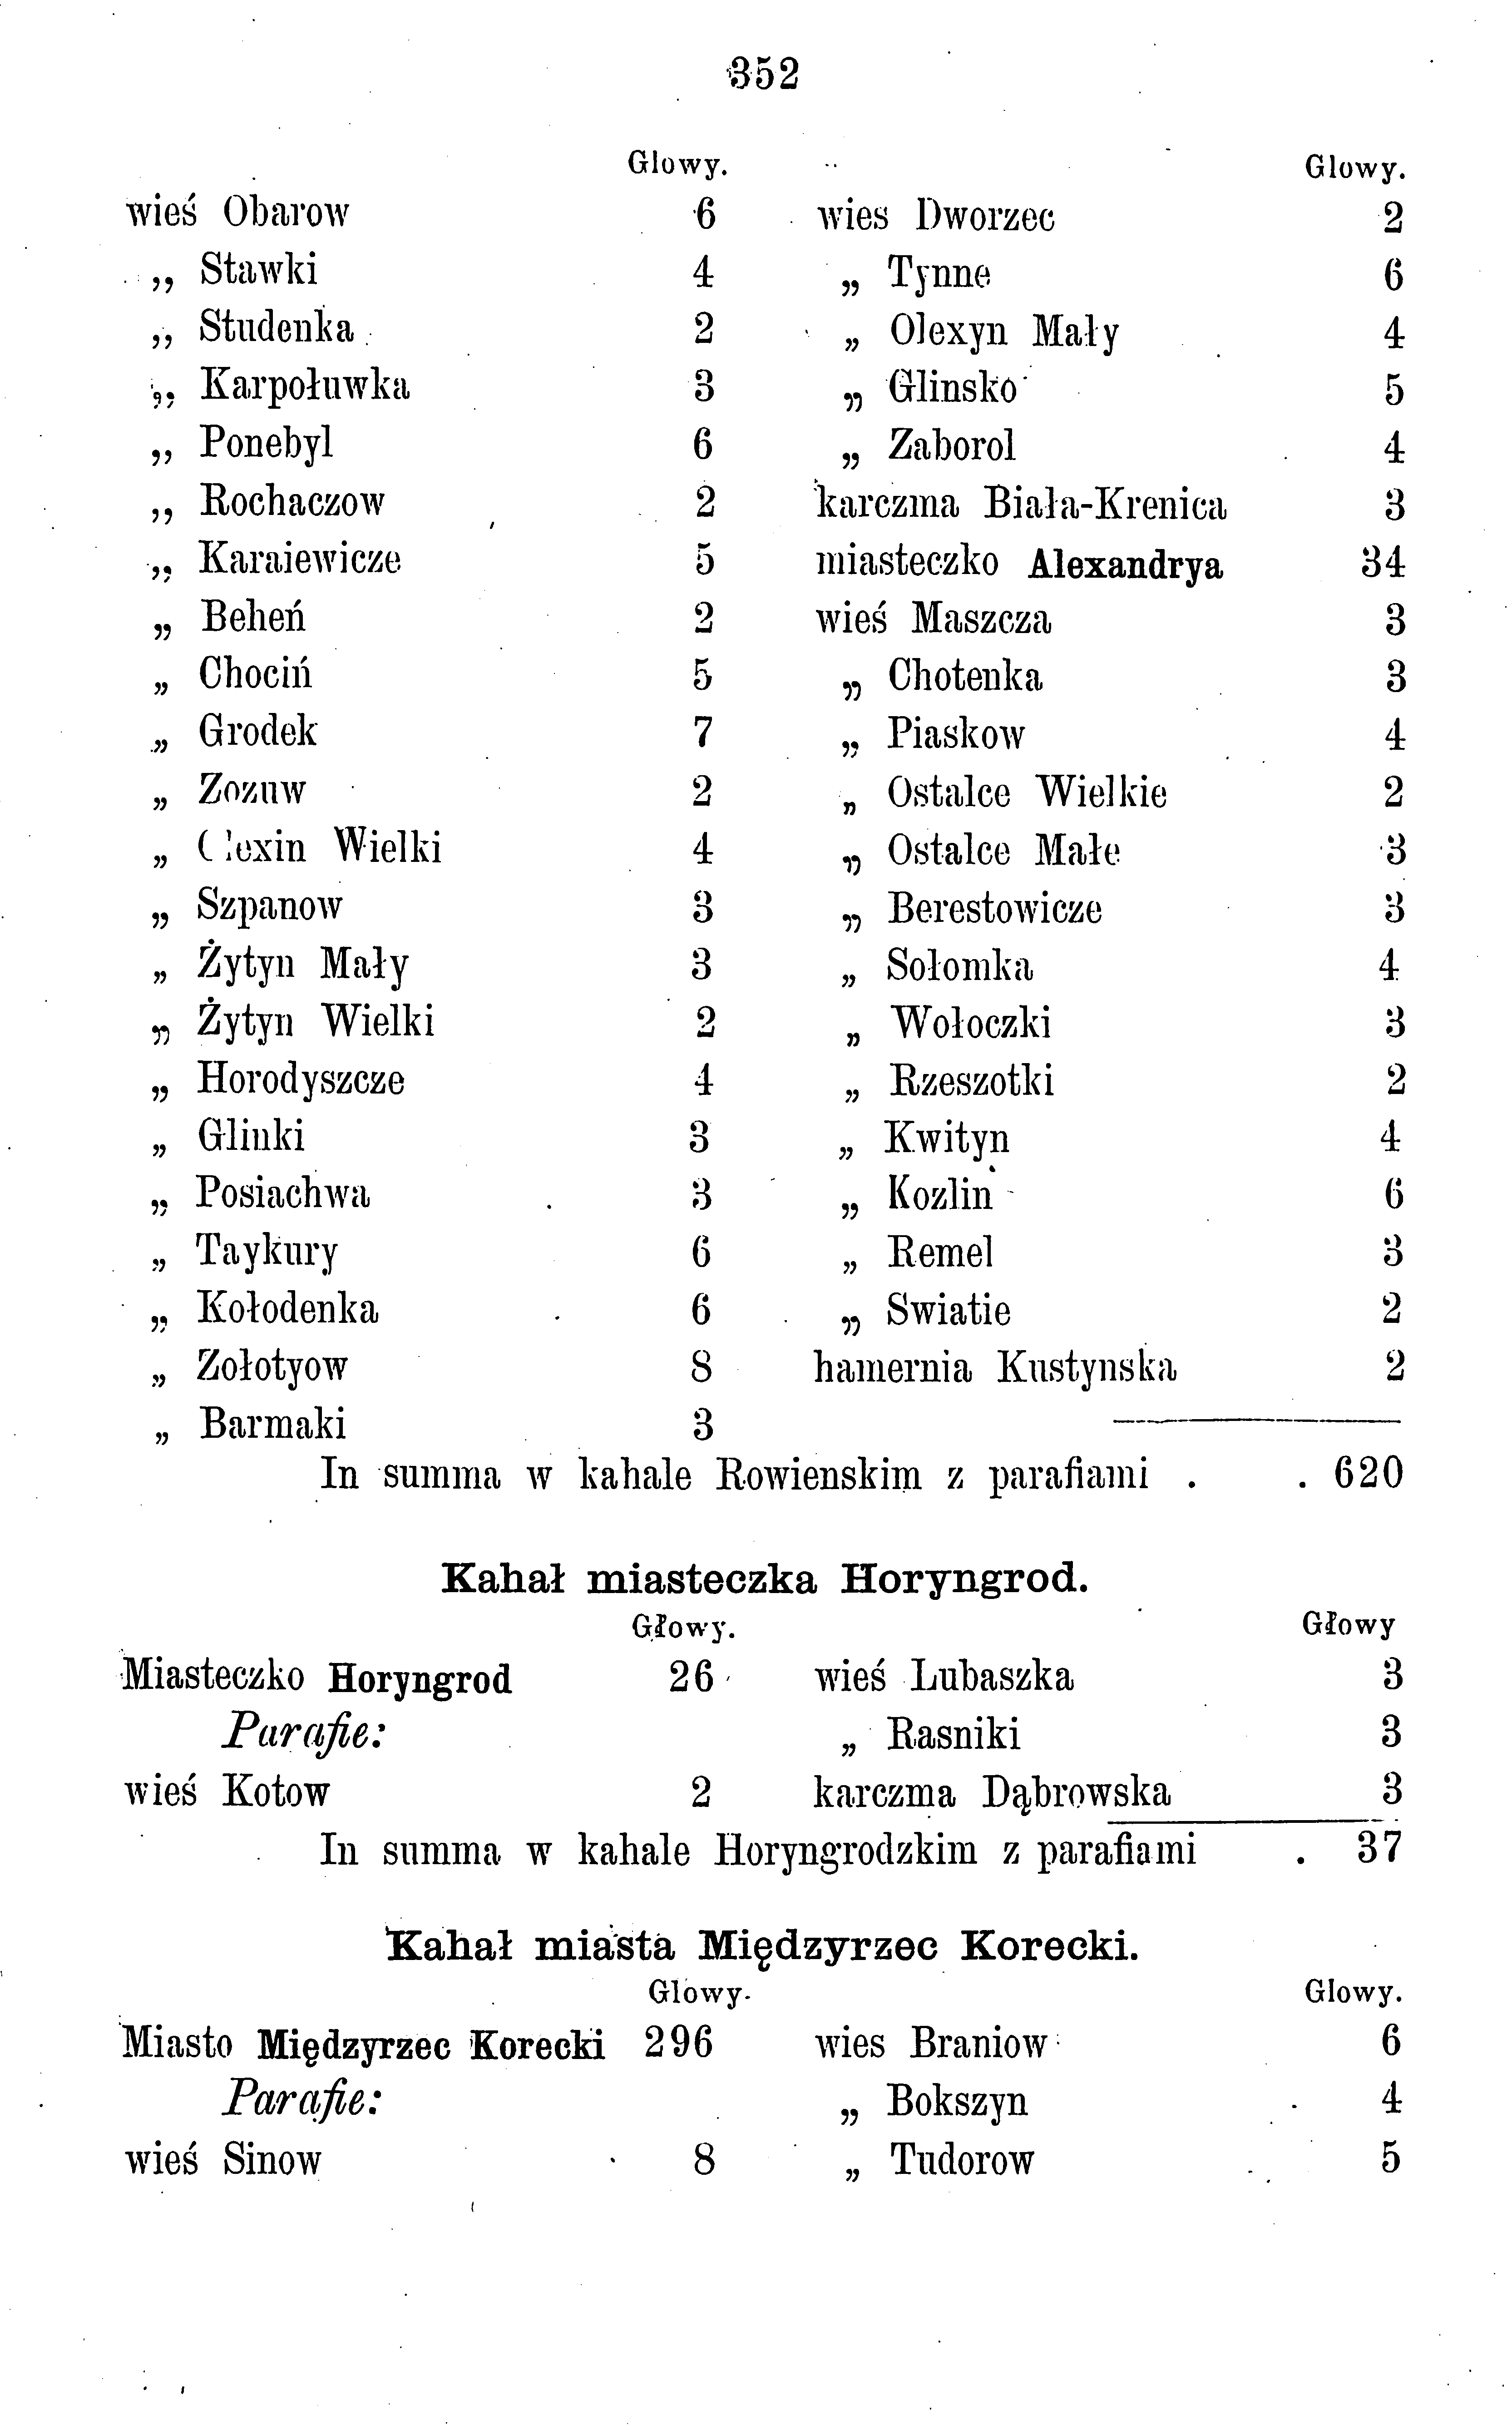 352
Glowy.
wieś Obarow 6
„ Stawki 4
„ Studenka 2
„ Karpołuwka 3
„ Ponebyl 6
„ Rochaczow 2
„ Karaiewicze 5
„ Beheń 2
„ Chociń 5
„ Grodek 7
„ Zozuw 2
„ Wielki 4
„ Szpanow 3
„ Żytyn Mały 3
„ Żytyn Wielki 2
„ Horodyszcze 4
„ Glinki 3
„ Posiachwa 3
„ Taykury 6
„ Kołodenka 6
„ Zołotyow 8
„ Barmaki 3
Glowy.
wies Dworzec 2
„ Tynne 6
„ Olexyn Mały 4
„ Glinsko 5
„ Zaborol 4
karczma Biała-Krenica 3
miasteczko Alexandrya 34
wieś Maszcza 3
„ Chotenka 3
„ Piaskow 4
„ Ostalce Wielkie 2
„ Ostalce Małe 3
„ Berestowicze 3
„ Sołomka 4
„ Wołoczki 3
„ Rzeszotki 2
„ Kwityn 4
„ Kozlin 6
„ Remel 3
„ Swiatie 2
hamernia Kustynska 2
In summa w kahale Rowienskim z parafiami . . 620
Kahał miasteczka Horyngrod.
Głowy.
Miasteczko Horyngrod 26
Parafie:
wieś Kotow 2
Głowy
wieś Lubaszka 3
„ Rasniki 3
karczma Dąbrowska 3
In summa w kahale Horyngrodzkim z parafiami . 37
Kahał miasta Międzyrzec Korecki.
Glowy.
Miasto Międzyrzec Korecki 296
Parafie:
wieś Sinow 8
Glowy.
wies Braniow 6
„ Bokszyn 4
„ Tudorow 5